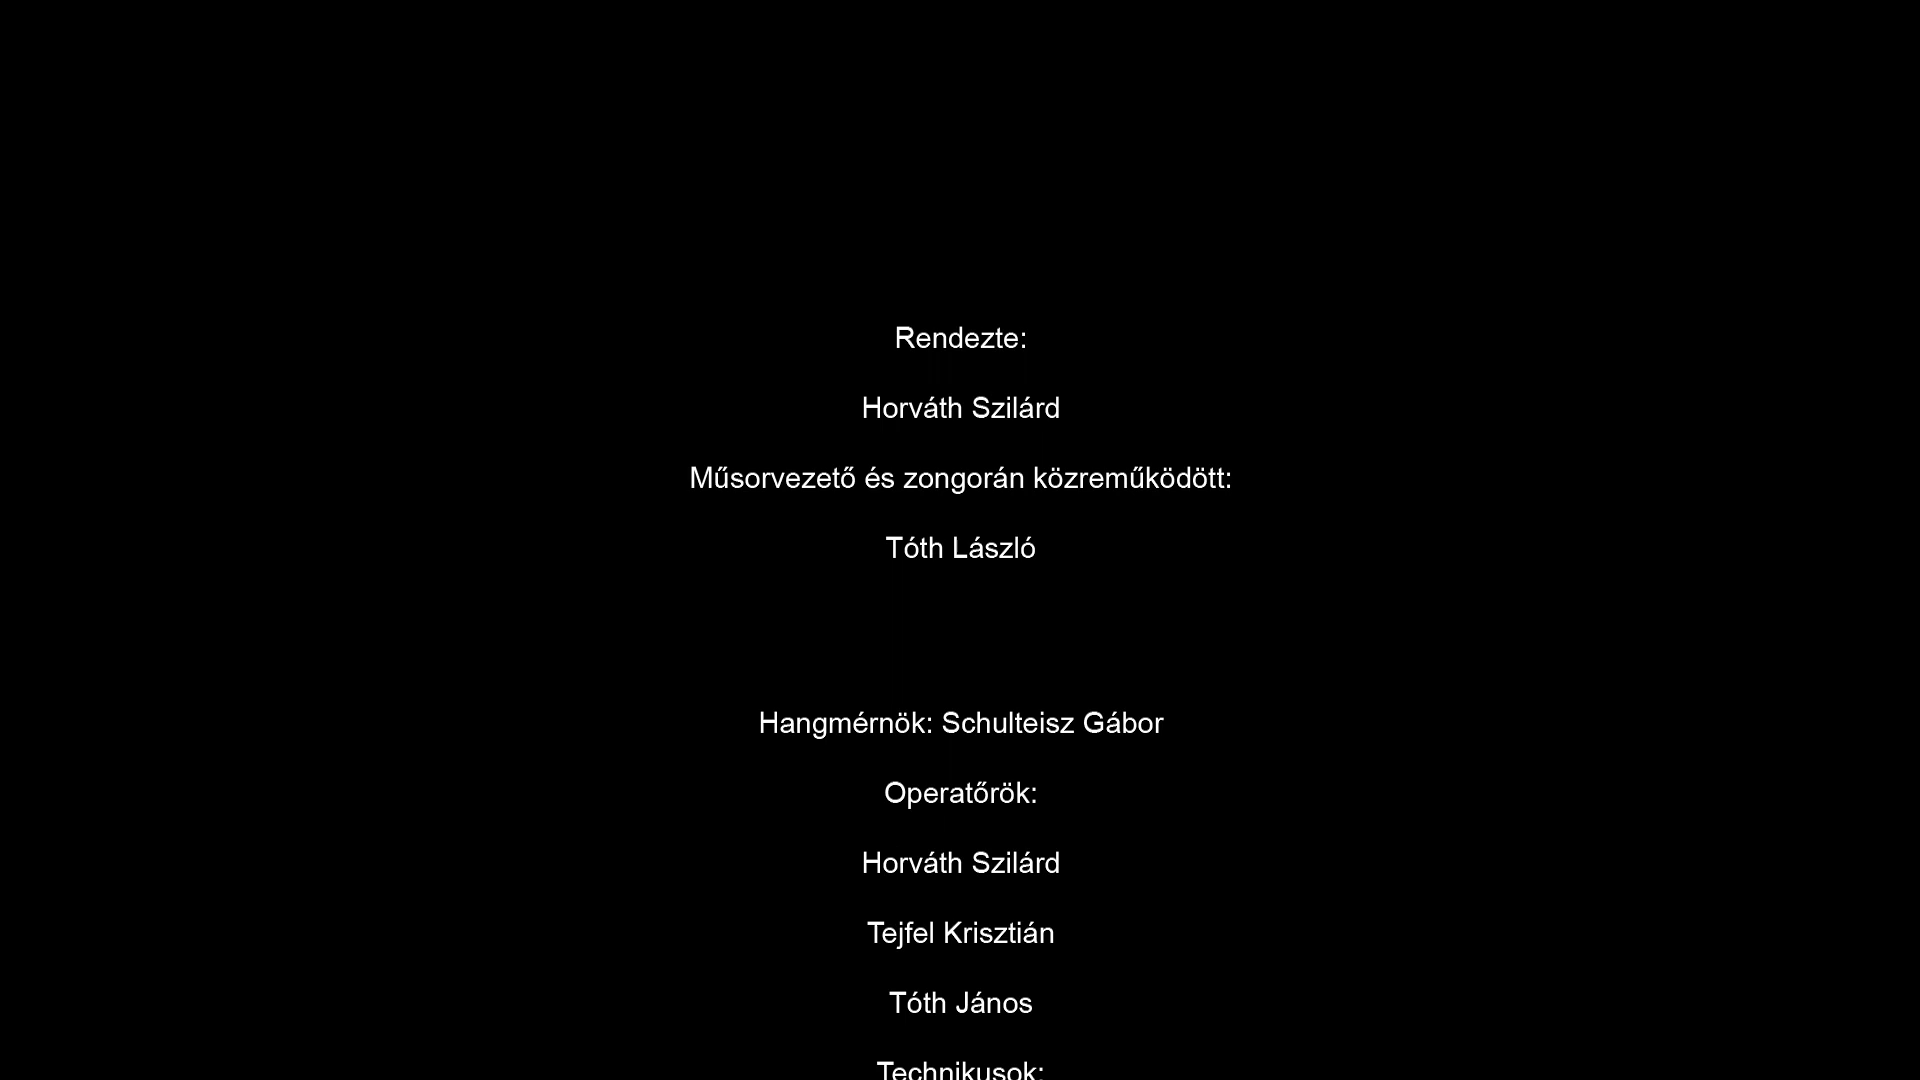 Rendezte:
Horváth Szilárd
Műsorvezető és zongorán közreműködött:
Tóth László
Hangmérnök: Schulteisz Gábor
Operatőrök:
Horváth Szilárd
Tejfel Krisztián
Tóth János
Technikusok: